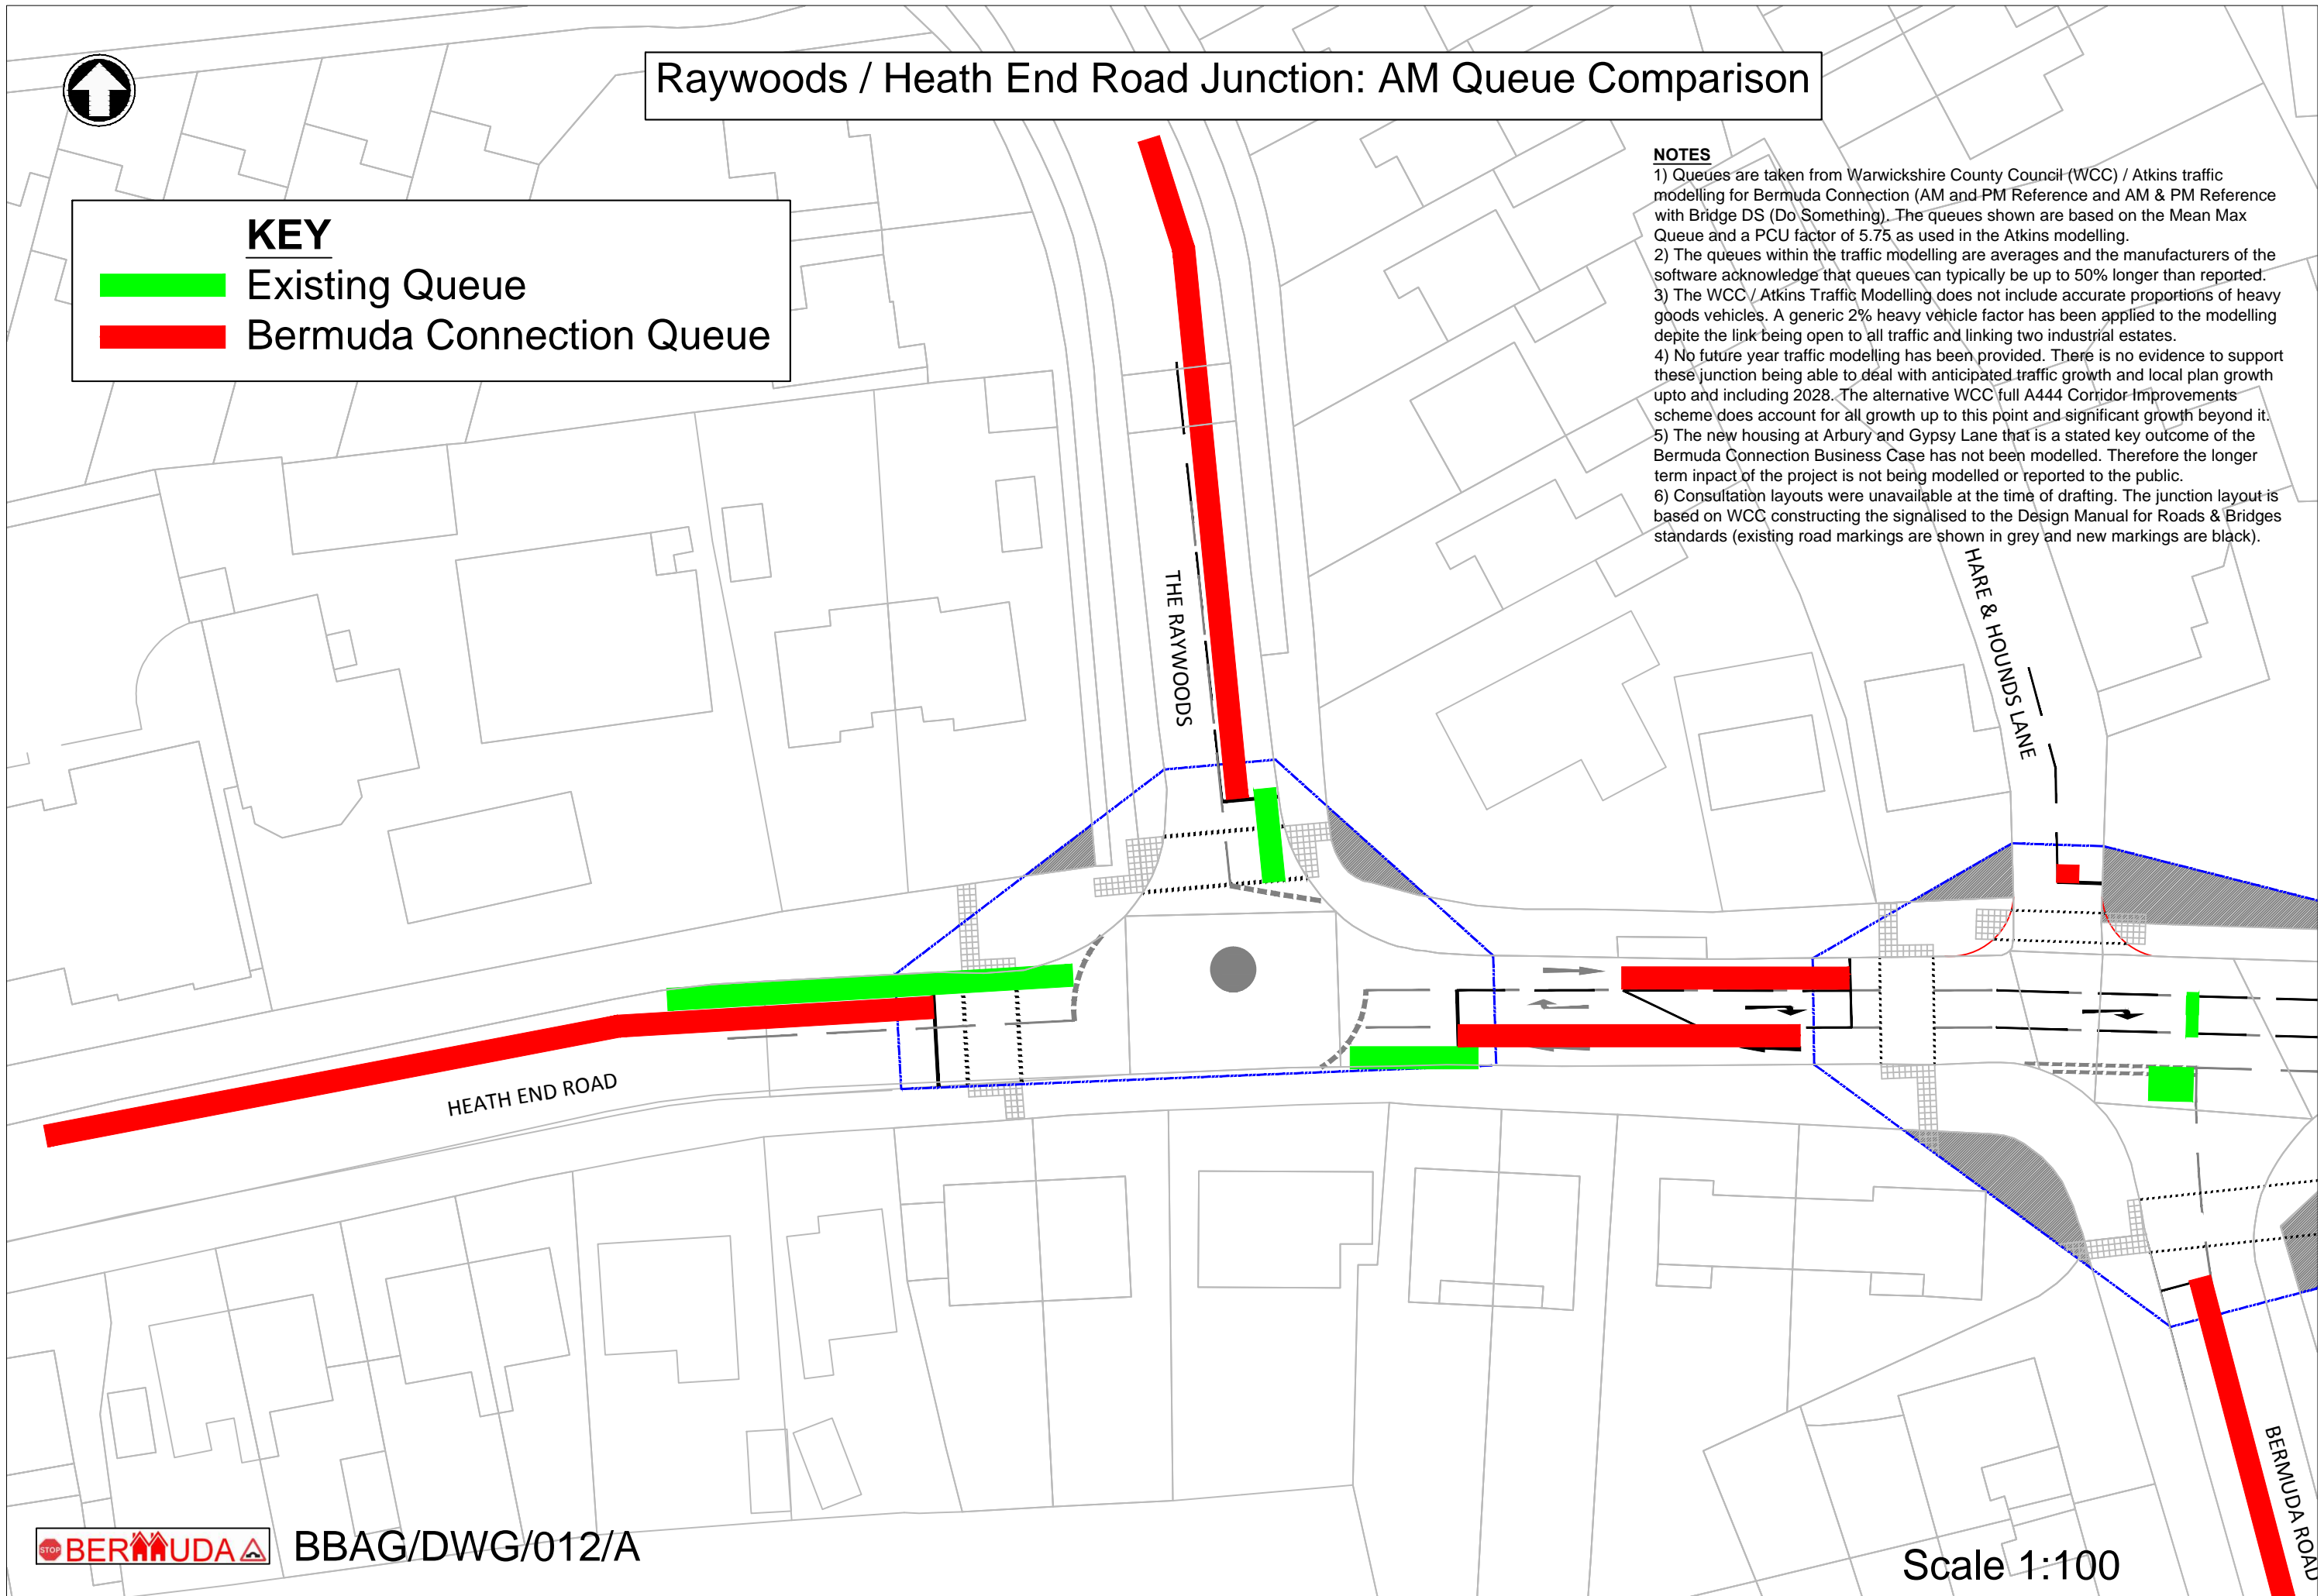 Raywoods / Heath End Road Junction: AM Queue Comparison
KEY
Existing Queue
Bermuda Connection Queue
NOTES
1) Queues are taken from Warwickshire County Council (WCC) / Atkins traffic
modelling for Bermuda Connection (AM and PM Reference and AM & PM Reference
with Bridge DS (Do Something). The queues shown are based on the Mean Max
Queue and a PCU factor of 5.75 as used in the Atkins modelling.
2) The queues within the traffic modelling are averages and the manufacturers of the
software acknowledge that queues can typically be up to 50% longer than reported.
3) The WCC / Atkins Traffic Modelling does not include accurate proportions of heavy
goods vehicles. A generic 2% heavy vehicle factor has been applied to the modelling
depite the link being open to all traffic and linking two industrial estates.
4) No future year traffic modelling has been provided. There is no evidence to support
these junction being able to deal with anticipated traffic growth and local plan growth
upto and including 2028. The alternative WCC full A444 Corridor Improvements
scheme does account for all growth up to this point and significant growth beyond it.
5) The new housing at Arbury and Gypsy Lane that is a stated key outcome of the
Bermuda Connection Business Case has not been modelled. Therefore the longer
term inpact of the project is not being modelled or reported to the public.
6) Consultation layouts were unavailable at the time of drafting. The junction layout is
based on WCC constructing the signalised to the Design Manual for Roads & Bridges
standards (existing road markings are shown in grey and new markings are black).
THE RAYWOODS
HARE & HOUNDS LANE
HEATH END ROAD
BERMUDA ROAD
STOP BERMUDA
BBAG/DWG/012/A
Scale 1:100